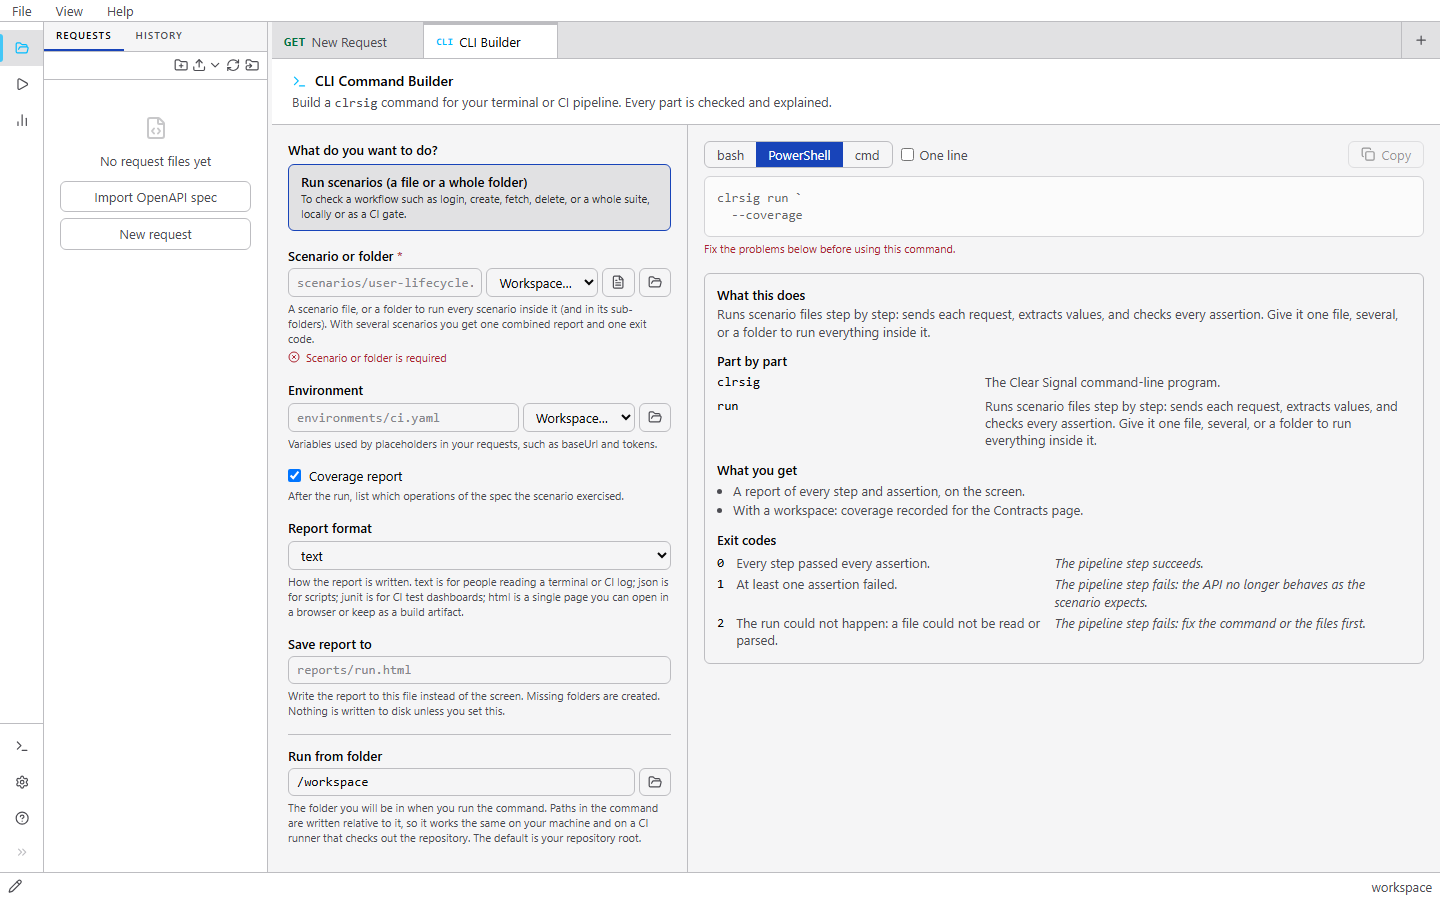 File View Help
REQUESTS HISTORY
GET New Request
CLI CLI Builder
+
>_ CLI Command Builder
Build a clrsig command for your terminal or CI pipeline. Every part is checked and explained.
No request files yet
Import OpenAPI spec
New request
What do you want to do?
Run scenarios (a file or a whole folder)
To check a workflow such as login, create, fetch, delete, or a whole suite,
locally or as a CI gate.
Scenario or folder *
scenarios/user-lifecycle.
Workspace...
A scenario file, or a folder to run every scenario inside it (and in its sub-
folders). With several scenarios you get one combined report and one exit
code.
Scenario or folder is required
Environment
environments/ci.yaml
Workspace...
Variables used by placeholders in your requests, such as baseUrl and tokens.
Coverage report
After the run, list which operations of the spec the scenario exercised.
Report format
text
How the report is written. text is for people reading a terminal or CI log; json is
for scripts; junit is for CI test dashboards; html is a single page you can open in
a browser or keep as a build artifact.
Save report to
reports/run.html
Write the report to this file instead of the screen. Missing folders are created.
Nothing is written to disk unless you set this.
Run from folder
/workspace
The folder you will be in when you run the command. Paths in the command
are written relative to it, so it works the same on your machine and on a CI
runner that checks out the repository. The default is your repository root.
bash PowerShell cmd One line Copy
clrsig run `
--coverage
Fix the problems below before using this command.
What this does
Runs scenario files step by step: sends each request, extracts values, and checks every assertion. Give it one file, several,
or a folder to run everything inside it.
Part by part
clrsig The Clear Signal command-line program.
run Runs scenario files step by step: sends each request, extracts values, and
checks every assertion. Give it one file, several, or a folder to run
everything inside it.
What you get
• A report of every step and assertion, on the screen.
• With a workspace: coverage recorded for the Contracts page.
Exit codes
0 Every step passed every assertion. The pipeline step succeeds.
1 At least one assertion failed. The pipeline step fails: the API no longer behaves as the
scenario expects.
2 The run could not happen: a file could not be read or The pipeline step fails: fix the command or the files first.
parsed.
workspace